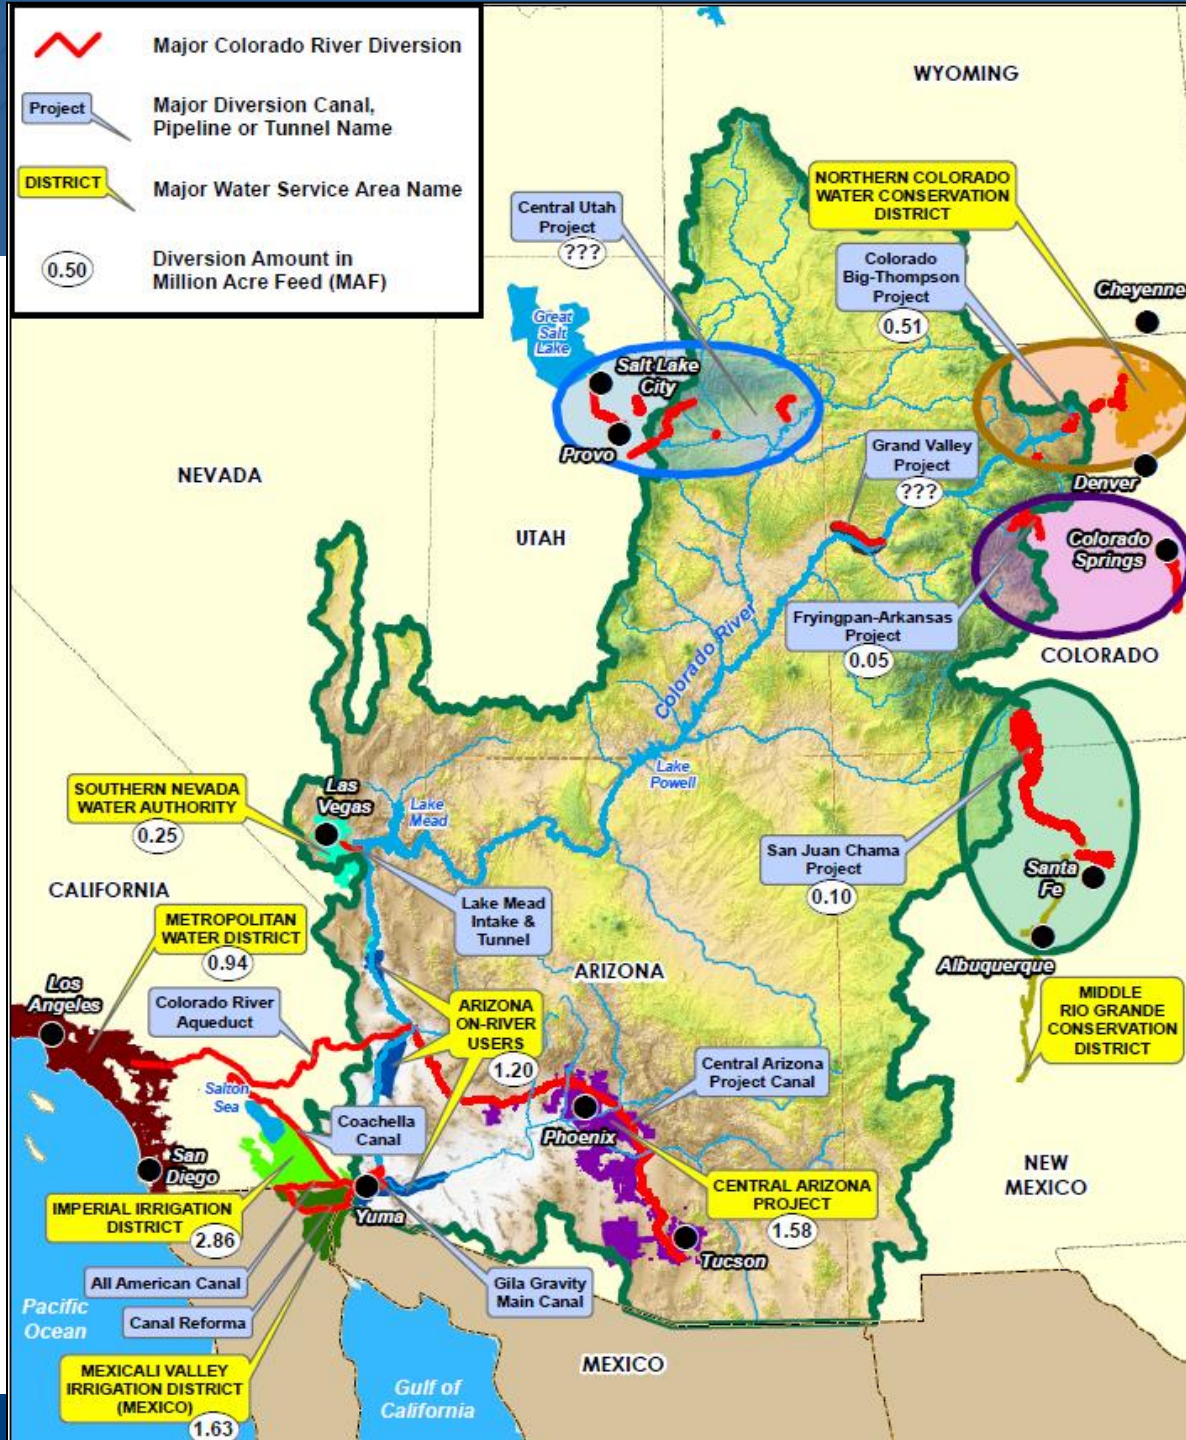 Major Colorado River Diversion
Project
Major Diversion Canal,
Pipeline or Tunnel Name
DISTRICT
Major Water Service Area Name
0.50
Diversion Amount in
Million Acre Feed (MAF)
WYOMING
NORTHERN COLORADO
WATER CONSERVATION
DISTRICT
Central Utah
Project
???
Colorado
Big-Thompson
Project
0.51
Cheyenne
Great
Salt
Lake
Salt Lake
City
Provo
Grand Valley
Project
???
Denver
NEVADA
UTAH
Colorado
Springs
Fryingpan-Arkansas
Project
0.05
COLORADO
Colorado River
Lake
Powell
SOUTHERN NEVADA
WATER AUTHORITY
0.25
Las
Vegas
Lake
Mead
San Juan Chama
Project
0.10
Santa
Fe
CALIFORNIA
METROPOLITAN
WATER DISTRICT
0.94
Lake Mead
Intake &
Tunnel
ARIZONA
Albuquerque
Los
Angeles
Colorado River
Aqueduct
ARIZONA
ON-RIVER
USERS
1.20
MIDDLE
RIO GRANDE
CONSERVATION
DISTRICT
Central Arizona
Project Canal
Salton
Sea
Coachella
Canal
Phoenix
San
Diego
NEW
MEXICO
IMPERIAL IRRIGATION
DISTRICT
2.86
Yuma
CENTRAL ARIZONA
PROJECT
1.58
Tucson
All American Canal
Gila Gravity
Main Canal
Canal Reforma
Pacific
Ocean
MEXICALI VALLEY
IRRIGATION DISTRICT
(MEXICO)
1.63
MEXICO
Gulf of
California